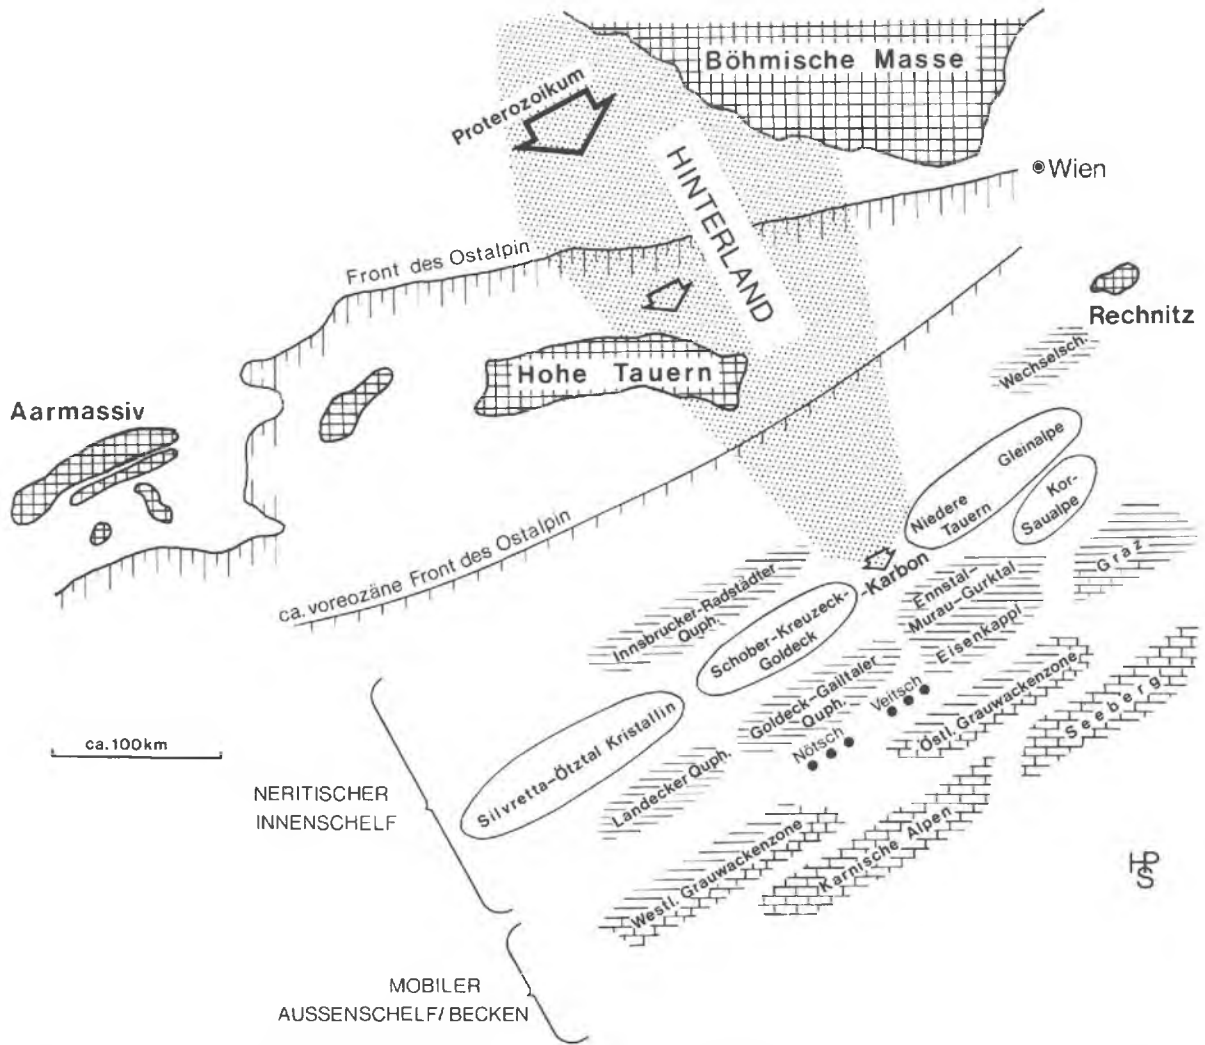 Böhmische Masse
Proterozoikum
HINTERLAND
Wien
Front des Ostalpin
Rechnitz
Wechselsch.
Hohe Tauern
Aarmassiv
Gleinalpe
Niedere
Tauern
Kor-
Saualpe
Graz
ca. voreozäne Front des Ostalpin
-Karbon
Innsbrucker-Radstädter
Quph.
Schober-Kreuzeck-
Goldeck
Ennstal-
Murau-Gurktal
Eisenkappl
Goldeck-Gailtaler
Quph.
Veitsch
Nötsch
Östl. Grauwackenzone
Seeberg
ca.100km
Silvretta-Ötztal Kristallin
Landecker Quph.
NERITISCHER
INNENSCHELF
Westl. Grauwackenzone
Karnische Alpen
HPS
MOBILER
AUSSENSCHELF/BECKEN